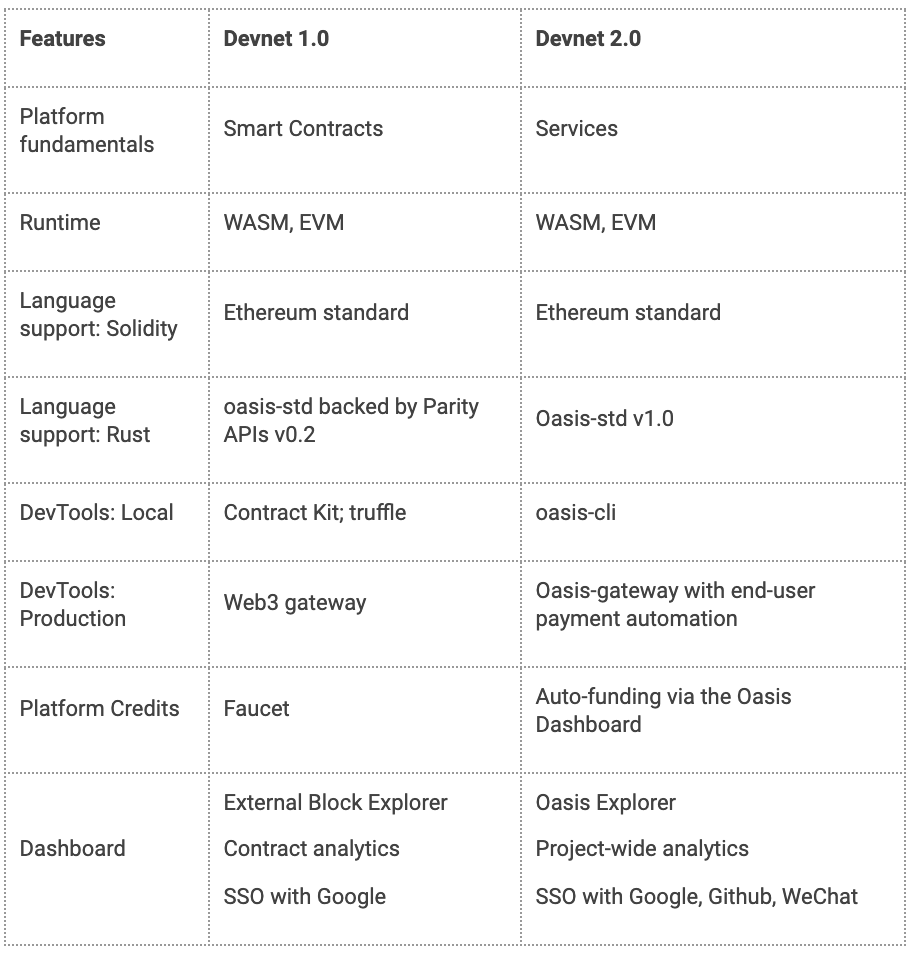 Features
Devnet 1.0
Devnet 2.0
Platform
fundamentals
Smart Contracts
Services
Runtime
WASM, EVM
WASM, EVM
Language
support: Solidity
Ethereum standard
Ethereum standard
Language
support: Rust
oasis-std backed by Parity
APIs v0.2
Oasis-std v1.0
DevTools: Local
Contract Kit; truffle
oasis-cli
DevTools:
Production
Web3 gateway
Oasis-gateway with end-user
payment automation
Platform Credits
Faucet
Auto-funding via the Oasis
Dashboard
Dashboard
External Block Explorer
Contract analytics
SSO with Google
Oasis Explorer
Project-wide analytics
SSO with Google, Github, WeChat